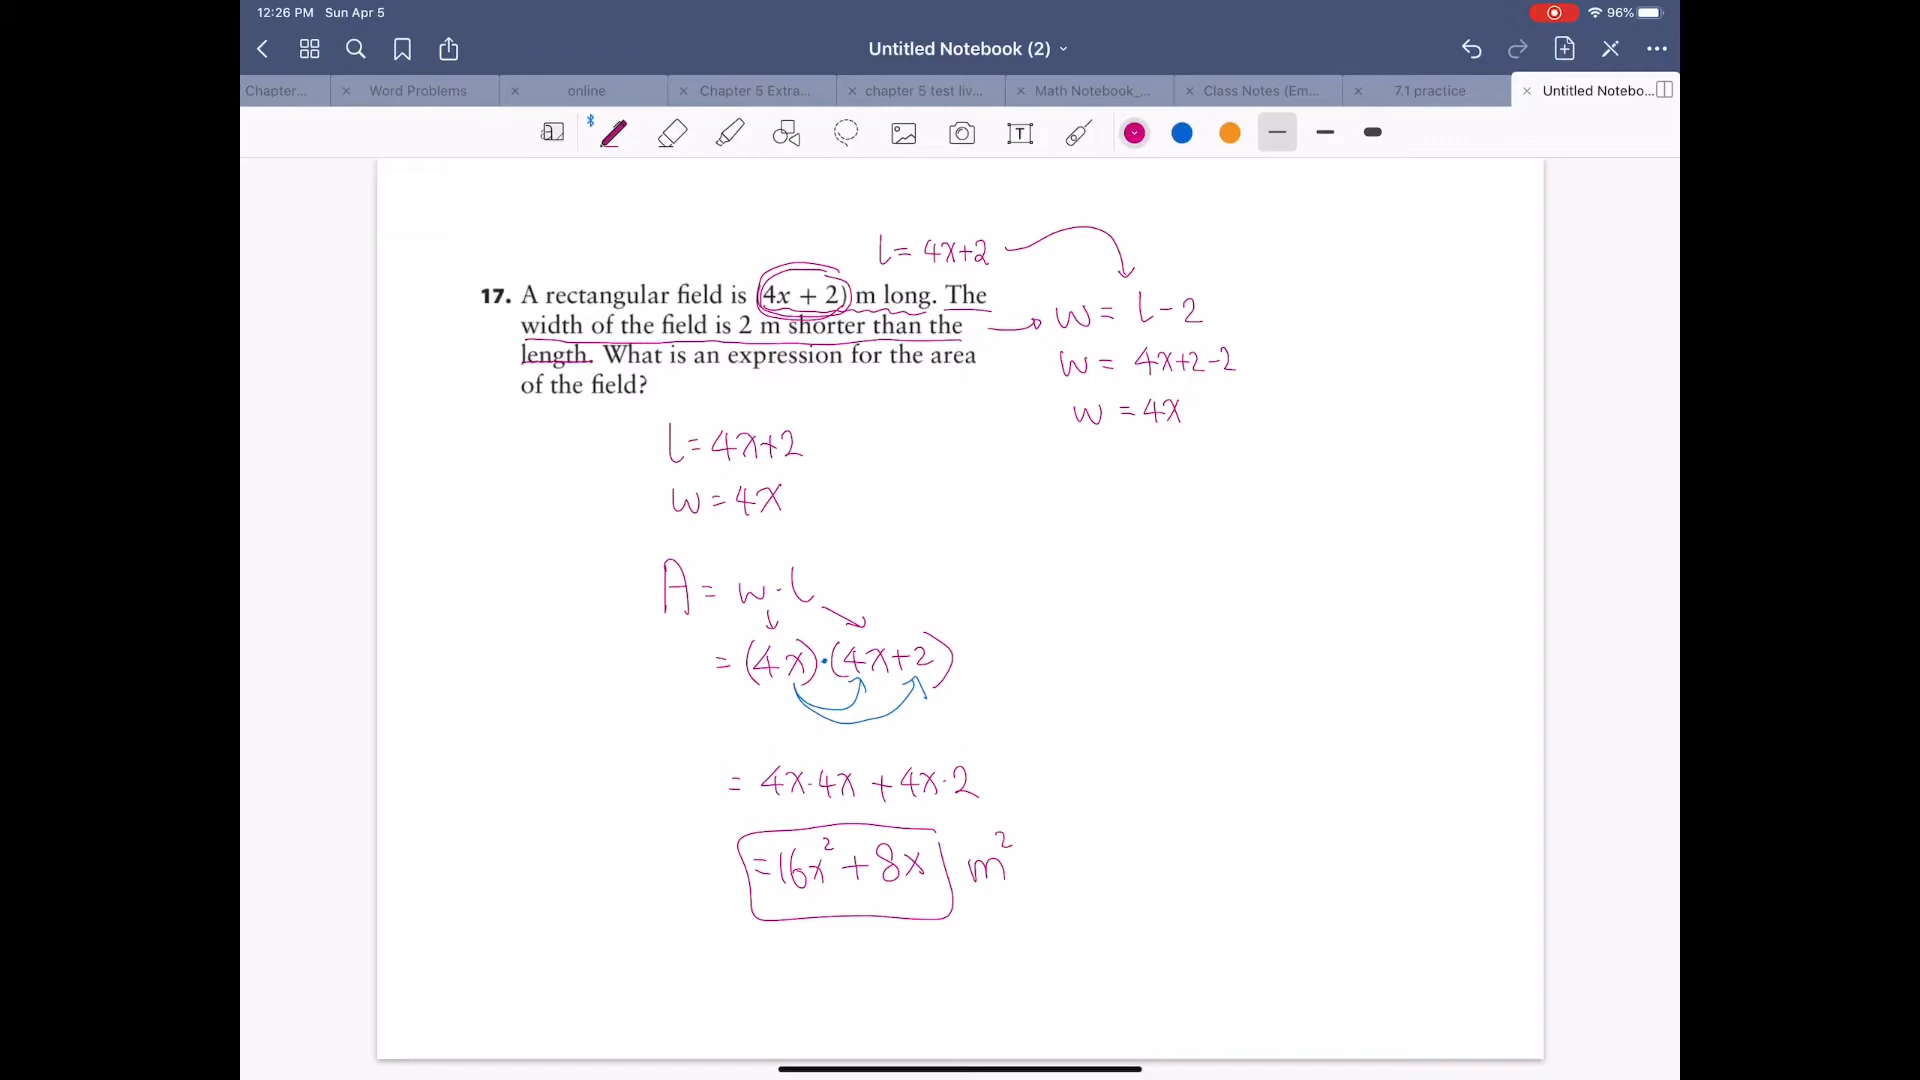 12:26 PM Sun Apr 5
96%
Untitled Notebook (2)
Chapter...
Word Problems
online
Chapter 5 Extra...
chapter 5 test liv...
Math Notebook_...
Class Notes (Em...
7.1 practice
Untitled Notebo...
l = 4x+2
17. A rectangular field is (4x + 2) m long. The
width of the field is 2 m shorter than the
length. What is an expression for the area
of the field?
w = l - 2
w = 4x+2-2
w = 4x
l = 4x+2
w = 4x
A = w · l
= (4x) · (4x+2)
= 4x · 4x + 4x · 2
= 16x² + 8x m²